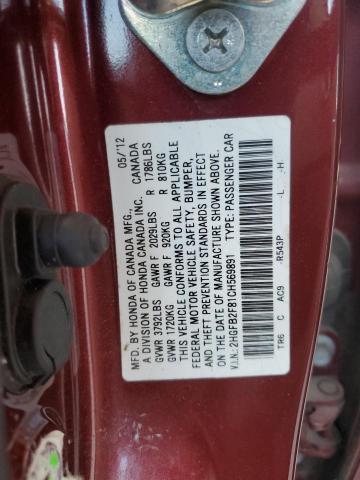 MFD. BY HONDA OF CANADA MFG., 05/'12
A DIVISION OF HONDA CANADA INC. CANADA
GVWR 3792LBS GAWR F 2029LBS R 1786LBS
GVWR 1720KG GAWR F 920KG R 810KG
THIS VEHICLE CONFORMS TO ALL APPLICABLE
FEDERAL MOTOR VEHICLE SAFETY, BUMPER,
AND THEFT PREVENTION STANDARDS IN EFFECT
ON THE DATE OF MANUFACTURE SHOWN ABOVE.
V.I.N.: 2HGFB2F81CH569891 TYPE: PASSENGER CAR
TR6 C AC9 -R543P -L -H